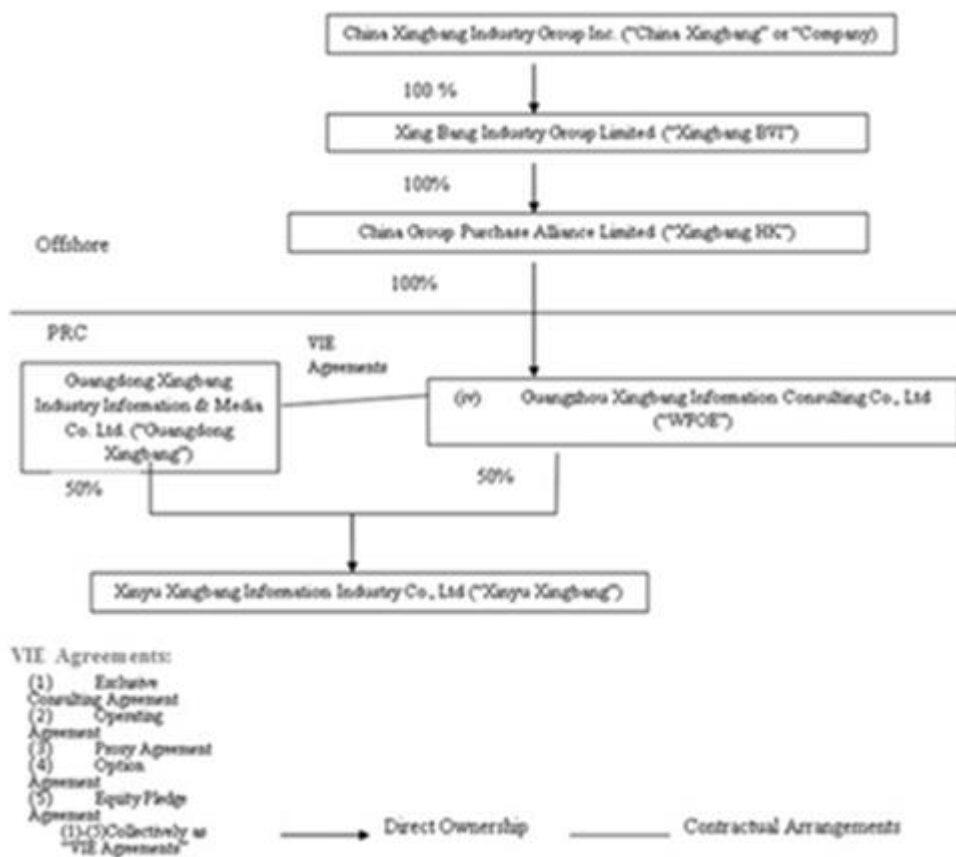 China Xingbang Industry Group Inc. ("China Xingbang" or "Company)
100 %
Xing Bang Industry Group Limited ("Xingbang BVI")
100%
China Group Purchase Alliance Limited ("Xingbang HK")
Offshore
100%
PRC
VIE
Agreements
Guangdong Xingbang
Industry Information & Media
Co. Ltd. ("Guangdong
Xingbang")
(iv) Guangzhou Xingbang Information Consulting Co., Ltd
("WFOE")
50%
50%
Xinyu Xingbang Information Industry Co., Ltd ("Xinyu Xingbang")
VIE Agreements:
(1) Exclusive
Consulting Agreement
(2) Operating
Agreement
(3) Proxy Agreement
(4) Option
Agreement
(5) Equity Pledge
Agreement
(1)-(5)Collectively as
"VIE Agreements"
Direct Ownership
Contractual Arrangements